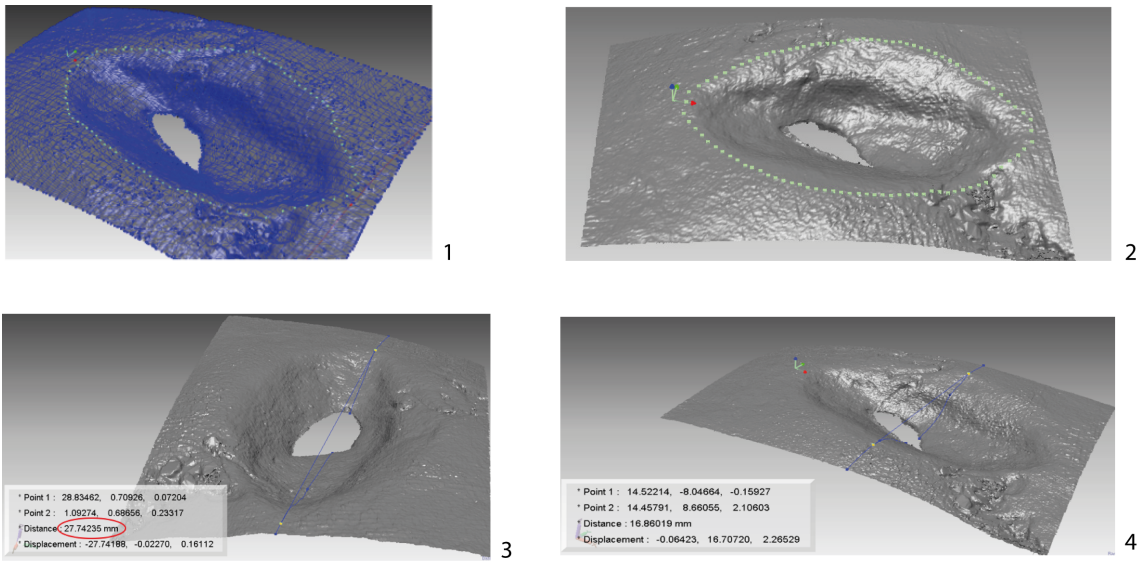 1
2
* Point 1 : 28.83462, 0.70926, 0.07204
* Point 2 : 1.09274, 0.68656, 0.23317
* Distance : 27.74235 mm
* Displacement : -27.74188, -0.02270, 0.16112
3
* Point 1 : 14.52214, -8.04664, -0.15927
* Point 2 : 14.45791, 8.66055, 2.10603
* Distance : 16.86019 mm
* Displacement : -0.06423, 16.70720, 2.26529
4